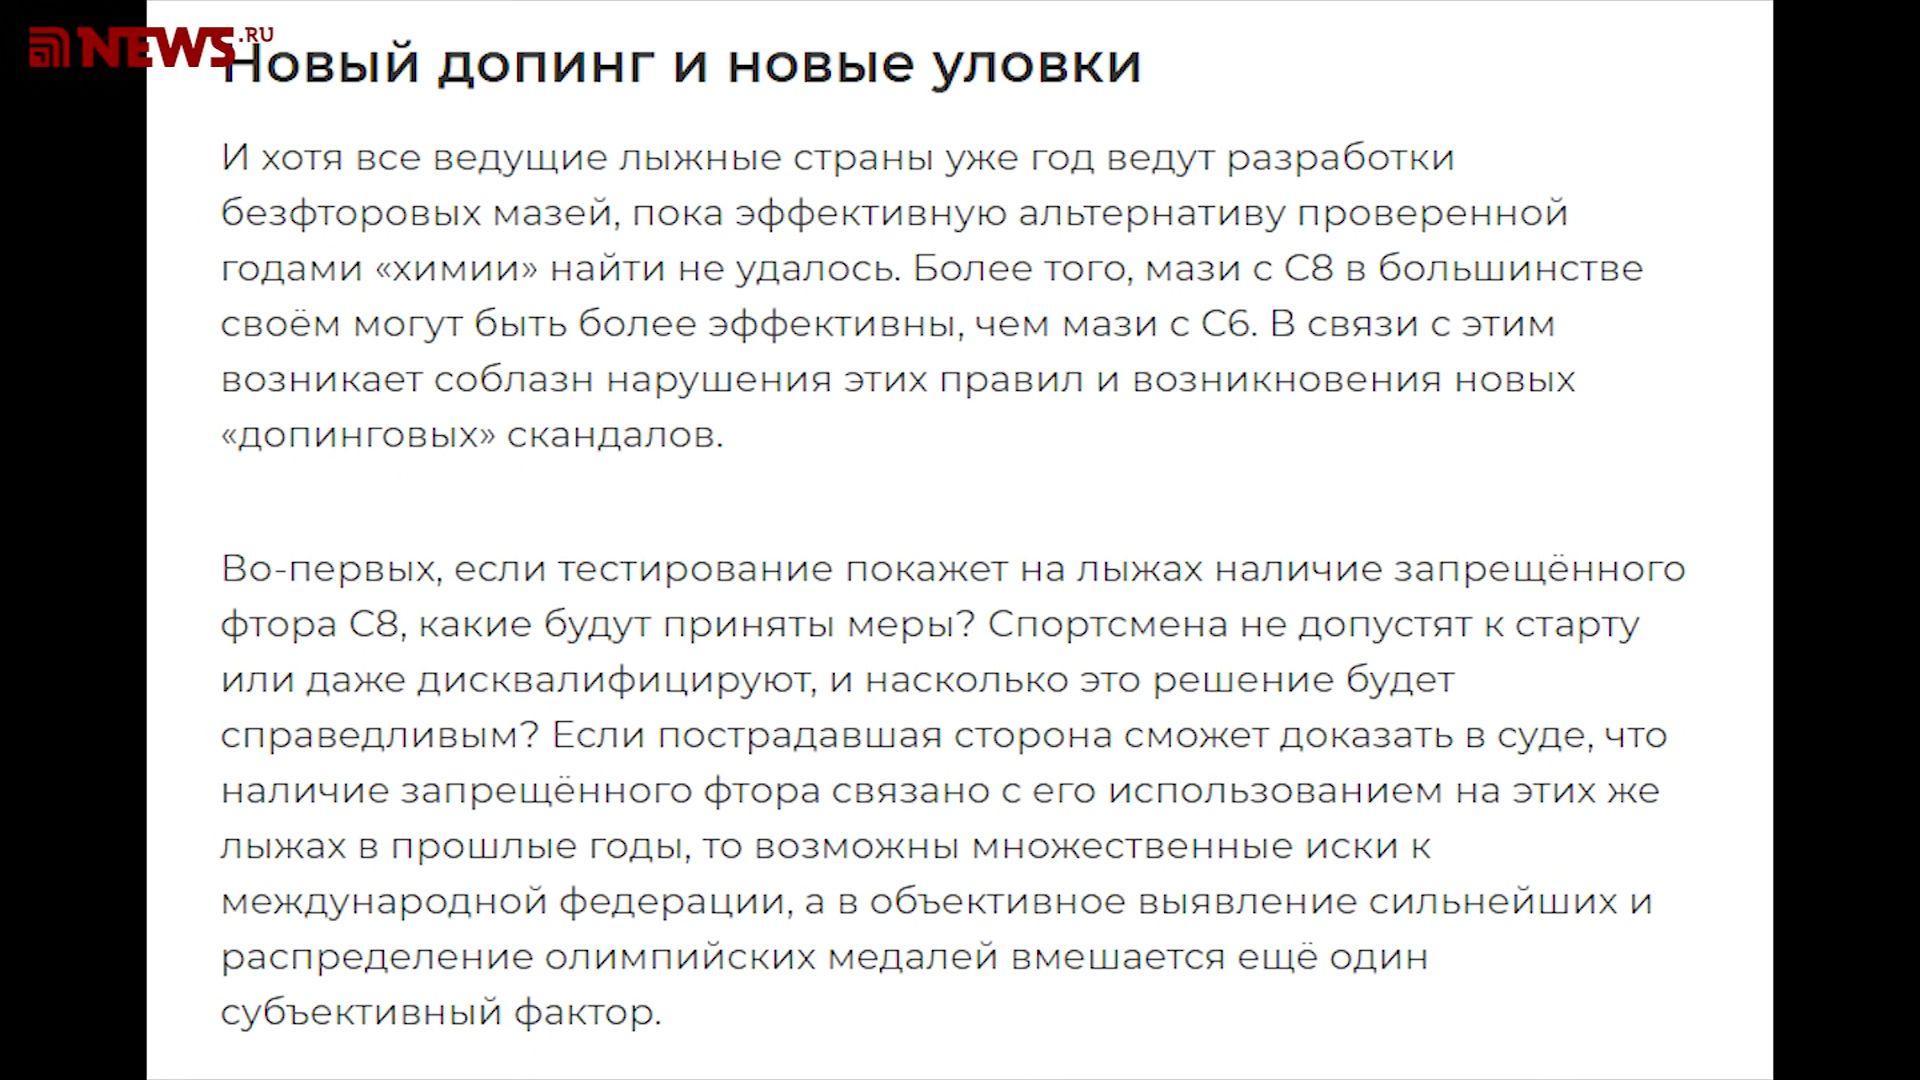 NEWS.RU
Новый допинг и новые уловки
И хотя все ведущие лыжные страны уже год ведут разработки
безфторовых мазей, пока эффективную альтернативу проверенной
годами «химии» найти не удалось. Более того, мази с С8 в большинстве
своём могут быть более эффективны, чем мази с С6. В связи с этим
возникает соблазн нарушения этих правил и возникновения новых
«допинговых» скандалов.
Во-первых, если тестирование покажет на лыжах наличие запрещённого
фтора С8, какие будут приняты меры? Спортсмена не допустят к старту
или даже дисквалифицируют, и насколько это решение будет
справедливым? Если пострадавшая сторона сможет доказать в суде, что
наличие запрещённого фтора связано с его использованием на этих же
лыжах в прошлые годы, то возможны множественные иски к
международной федерации, а в объективное выявление сильнейших и
распределение олимпийских медалей вмешается ещё один
субъективный фактор.